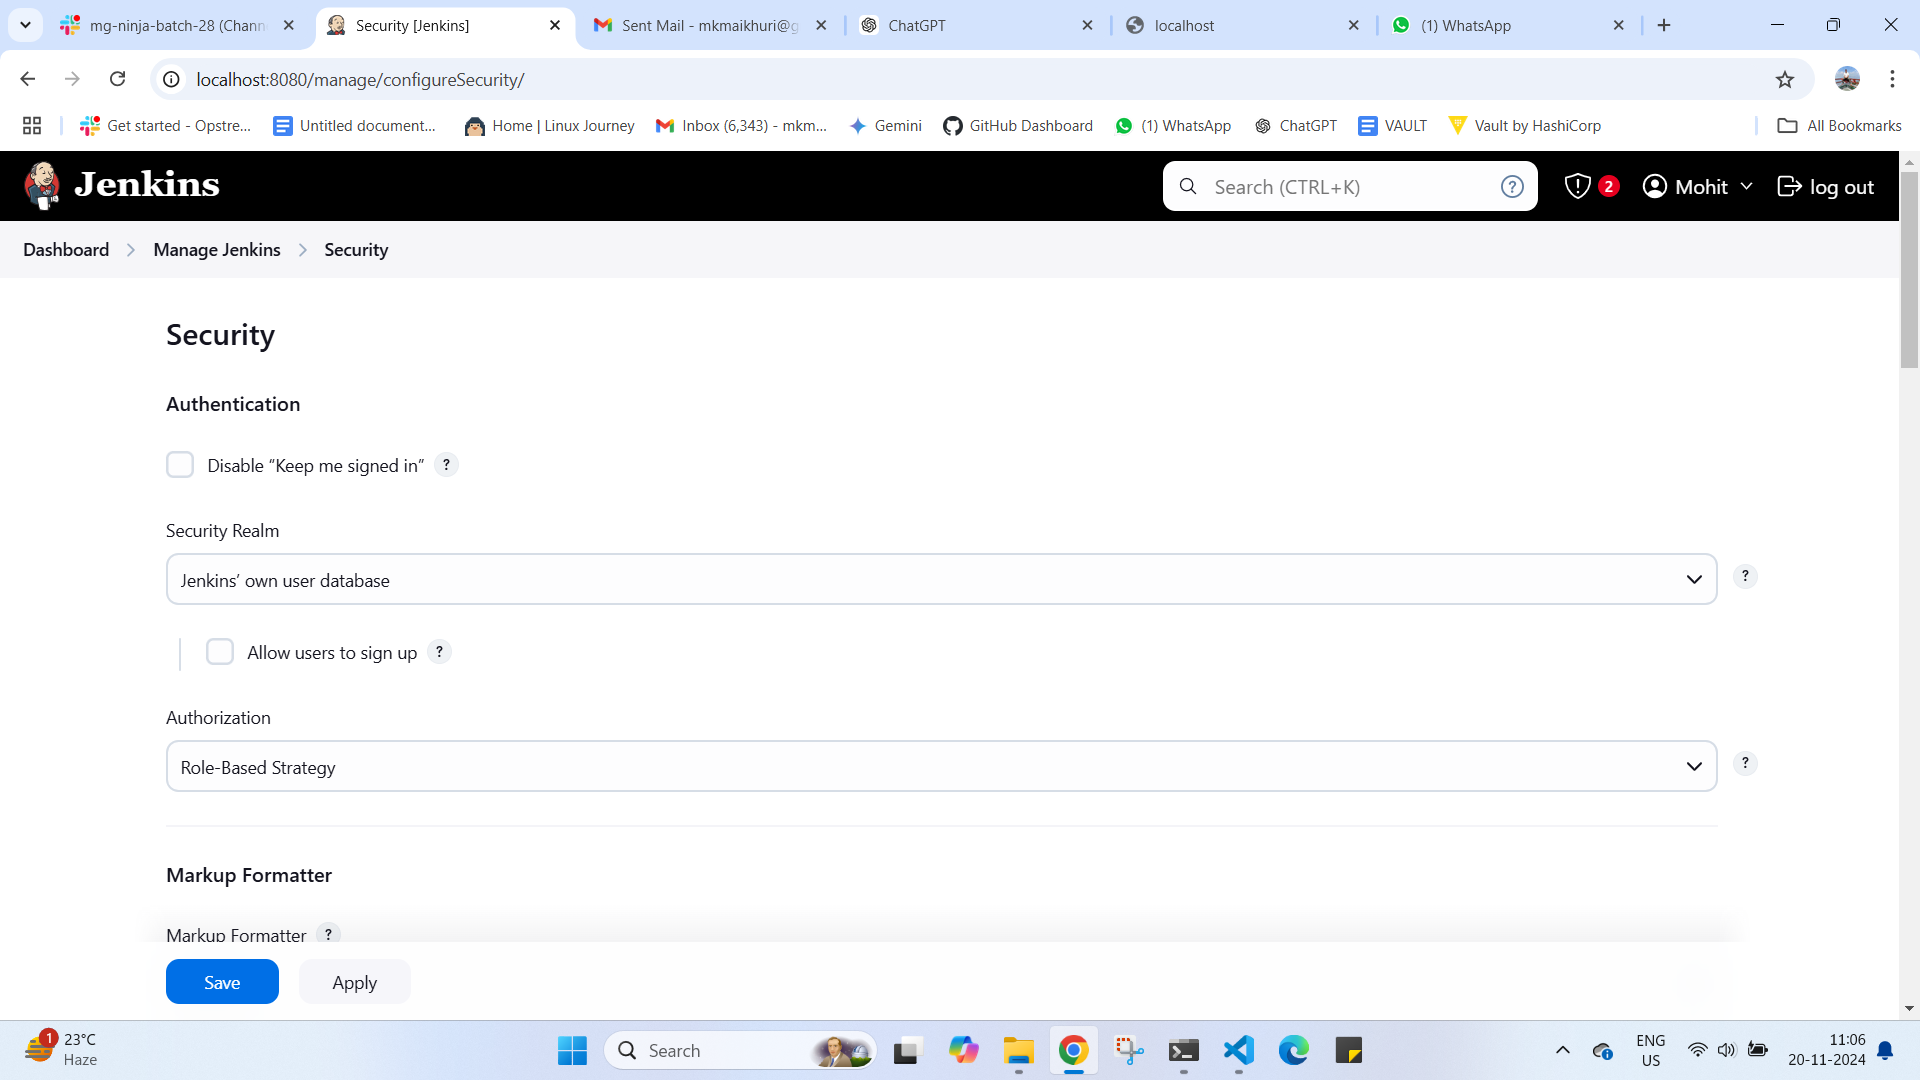 mg-ninja-batch-28 (Chann
Security [Jenkins]
Sent Mail - mkmaikhuri@g
ChatGPT
localhost
(1) WhatsApp
localhost:8080/manage/configureSecurity/
Get started - Opstre...
Untitled document...
Home | Linux Journey
Inbox (6,343) - mkm...
Gemini
GitHub Dashboard
(1) WhatsApp
ChatGPT
VAULT
Vault by HashiCorp
All Bookmarks
Jenkins
Search (CTRL+K)
?
2
Mohit
log out
Dashboard
Manage Jenkins
Security
Security
Authentication
Disable “Keep me signed in” ?
Security Realm
Jenkins’ own user database
?
Allow users to sign up ?
Authorization
Role-Based Strategy
?
Markup Formatter
Markup Formatter ?
Save
Apply
1
23°C
Haze
Search
ENG
US
11:06
20-11-2024